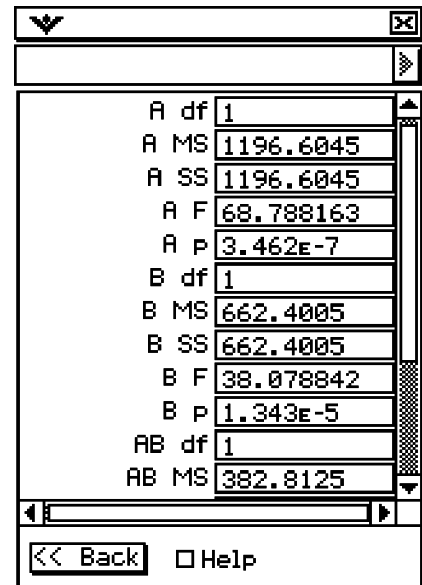 A df 1
A MS 1196.6045
A SS 1196.6045
A F 68.788163
A p 3.462E-7
B df 1
B MS 662.4005
B SS 662.4005
B F 38.078842
B p 1.343E-5
AB df 1
AB MS 382.8125
<< Back Help